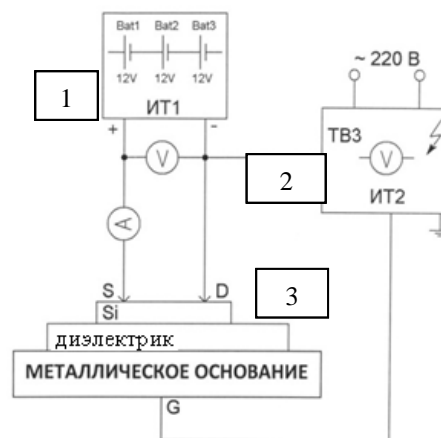 Bat1 Bat2 Bat3
12V 12V 12V
ИТ1
1
+ -
V
~ 220 В
ТВ3
V
ИТ2
2
A
S D
3
Si
диэлектрик
МЕТАЛЛИЧЕСКОЕ ОСНОВАНИЕ
G